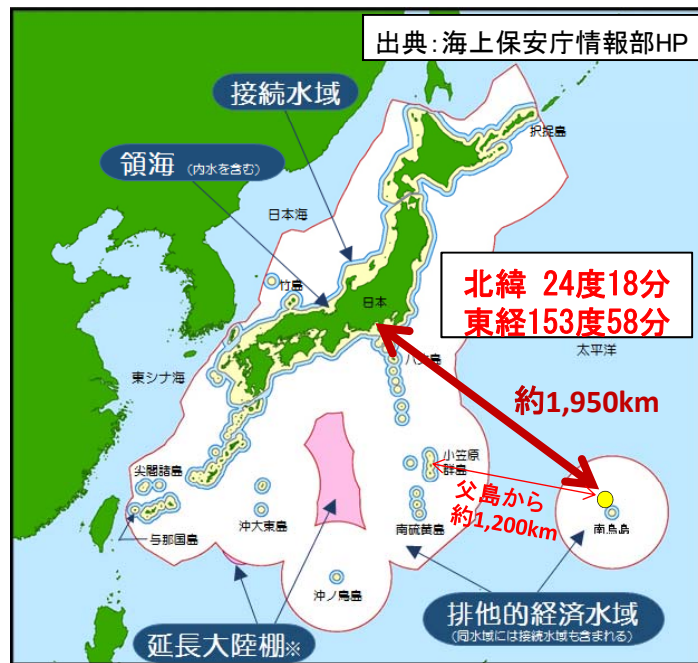 出典：海上保安庁情報部HP
接続水域
択捉島
領海 （内水を含む）
日本海
竹島
日本
北緯 24度18分
東経153度58分
八丈島
太平洋
東シナ海
約1,950km
小笠原
群島
父島から
約1,200km
尖閣諸島
沖大東島
南硫黄島
南鳥島
与那国島
沖ノ鳥島
排他的経済水域
（同水域には接続水域も含まれる）
延長大陸棚※